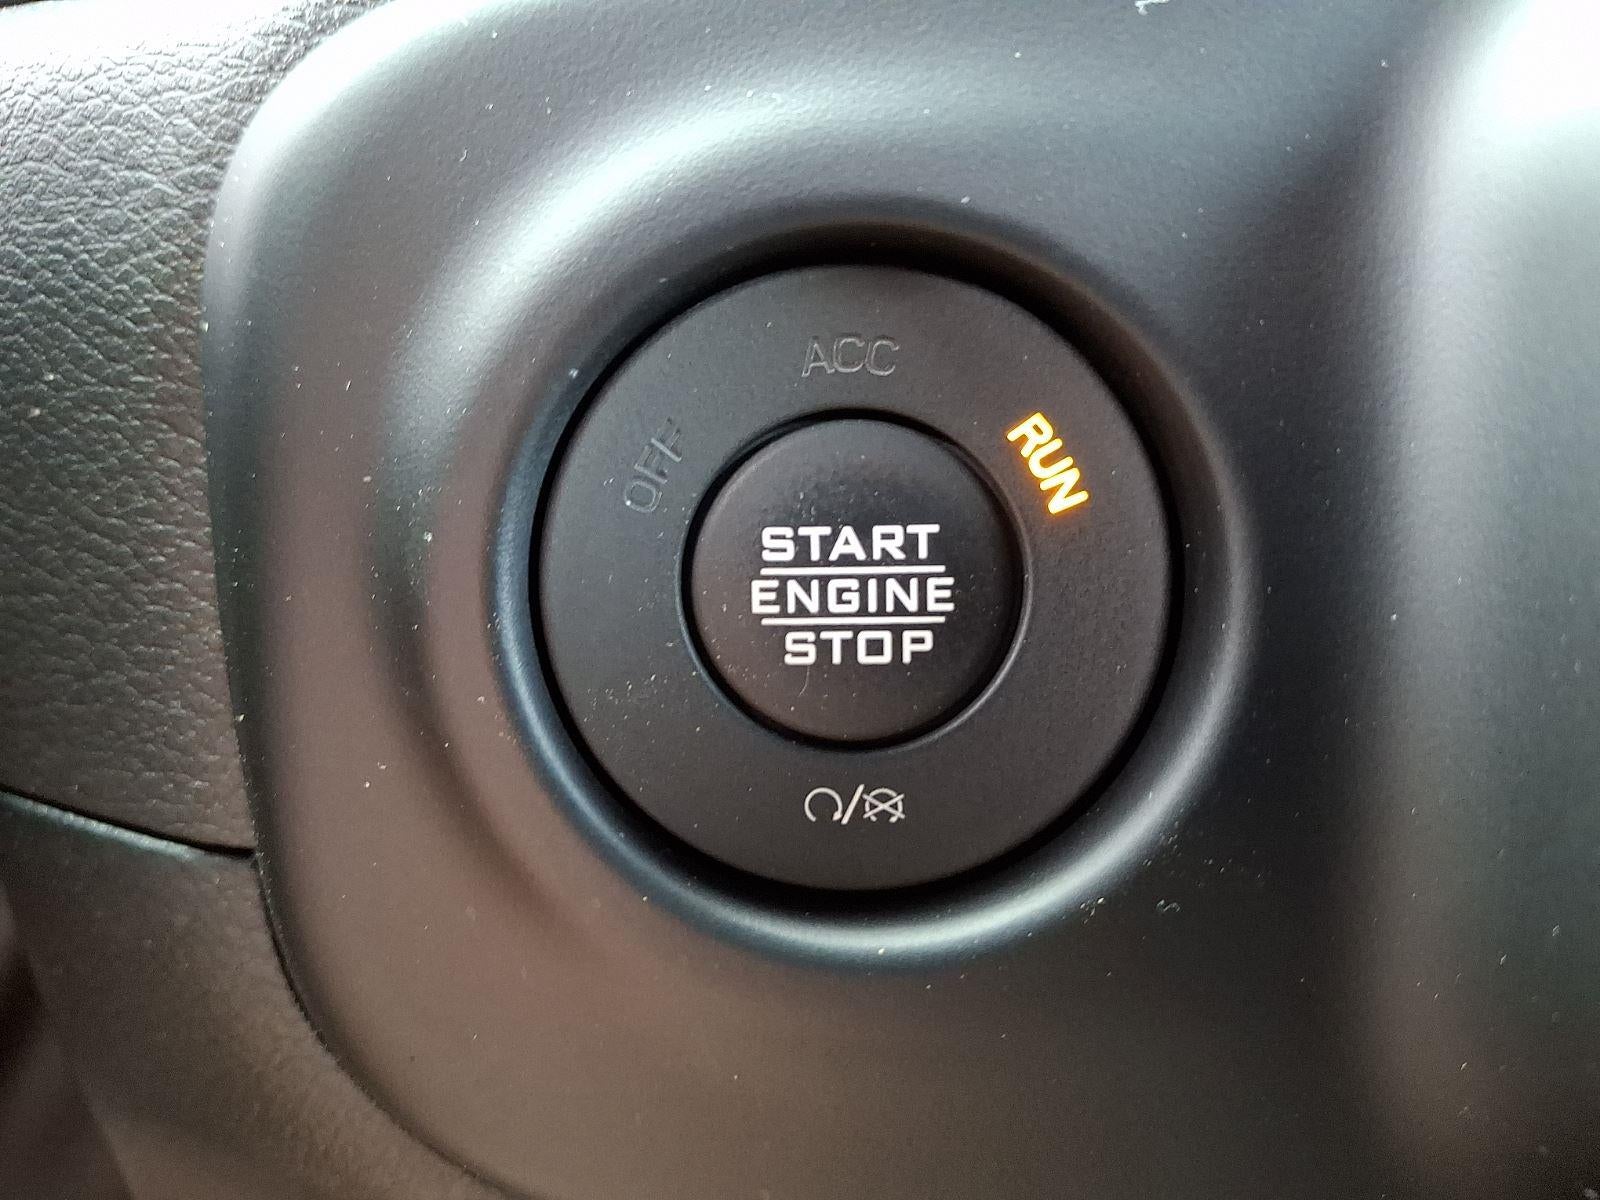 ACC
OFF
RUN
START
ENGINE
STOP